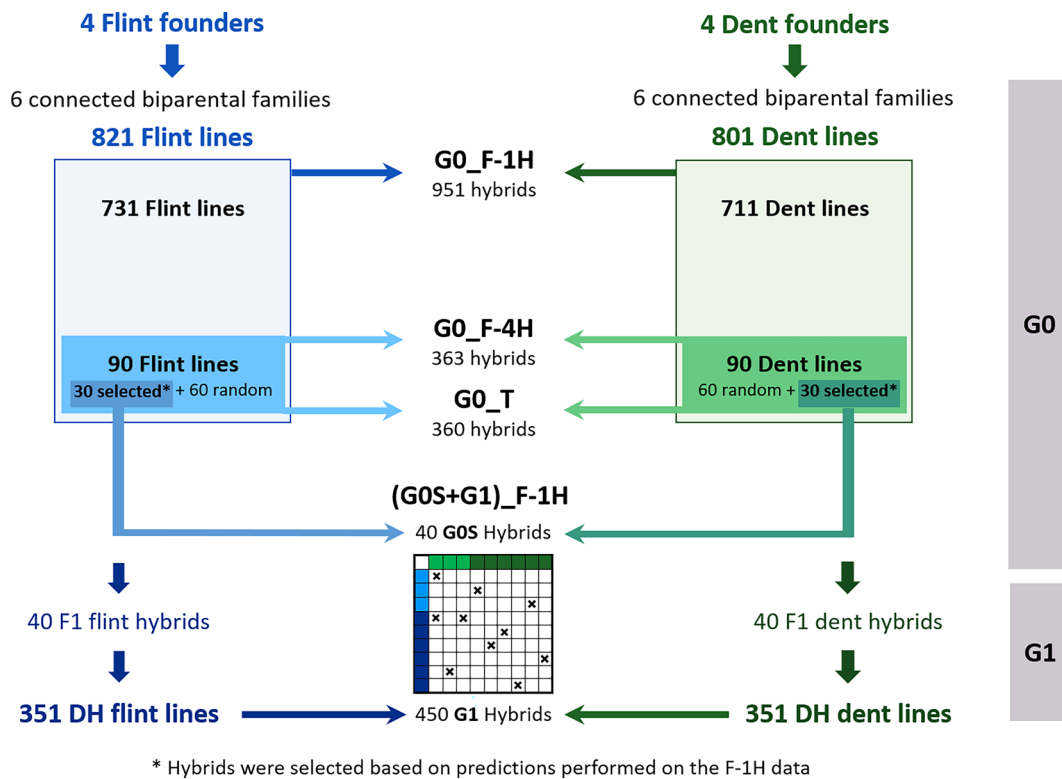 4 Flint founders
4 Dent founders
6 connected biparental families
6 connected biparental families
821 Flint lines
801 Dent lines
G0_F-1H
951 hybrids
731 Flint lines
711 Dent lines
G0
G0_F-4H
363 hybrids
90 Flint lines
30 selected* + 60 random
90 Dent lines
60 random + 30 selected*
G0_T
360 hybrids
(G0S+G1)_F-1H
40 G0S Hybrids
x
x
x
x x
x
x
x
x
x
40 F1 flint hybrids
40 F1 dent hybrids
G1
351 DH flint lines
450 G1 Hybrids
351 DH dent lines
* Hybrids were selected based on predictions performed on the F-1H data